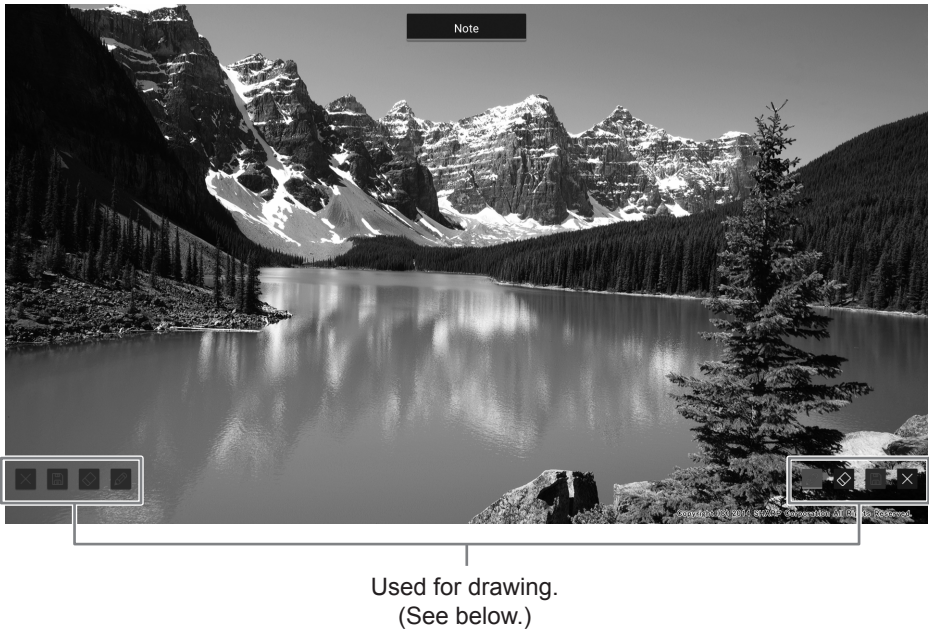 Note
Copyright (C) 2014 SHARP Corporation All Rights Reserved.
Used for drawing.
(See below.)